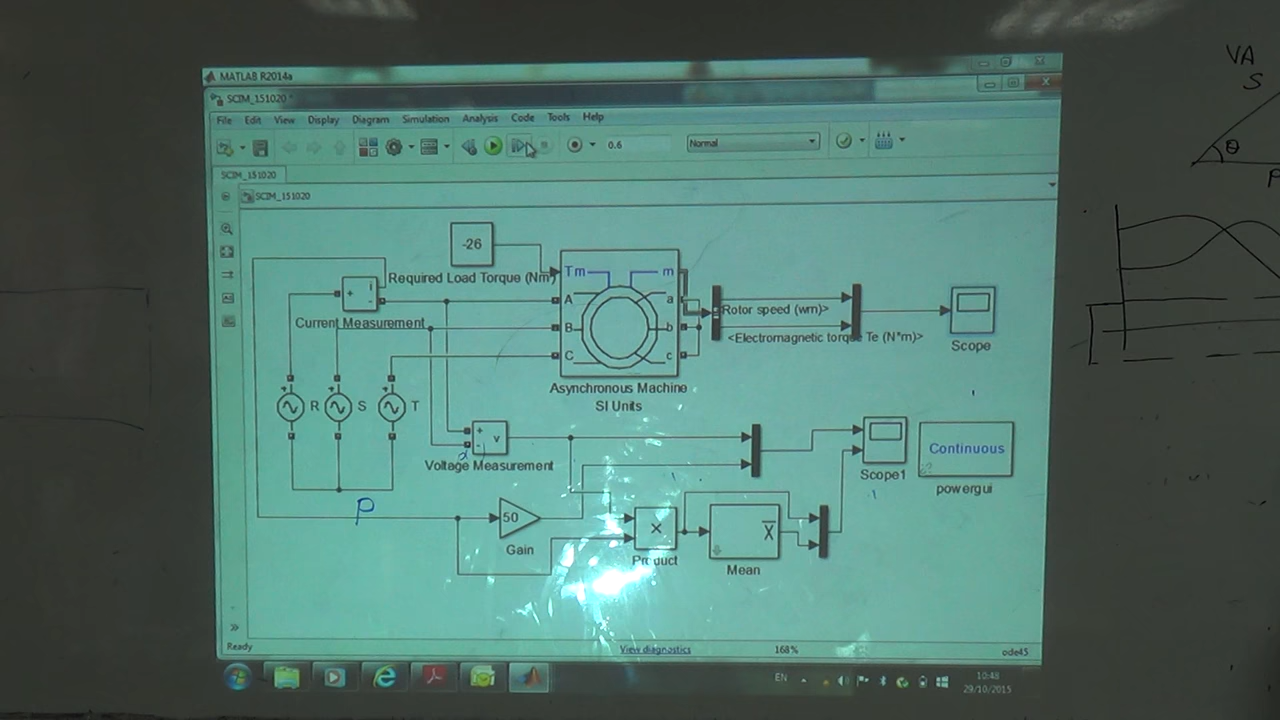 MATLAB R2014a
SCIM_151020 *
File Edit View Display Diagram Simulation Analysis Code Tools Help
0.6 Normal
SCIM_151020
SCIM_151020
-26
Required Load Torque (Nm)
Tm m
A a
B b
C c
Asynchronous Machine
SI Units
+ i
-
Current Measurement
<Rotor speed (wm)>
<Electromagnetic torque Te (N*m)>
Scope
R S T
+
- v
Voltage Measurement
Scope1
Continuous
powergui
P
50
Gain
×
Product
X
Mean
Ready View diagnostics 168% ode45
EN 10:48
29/10/2015
VA
S
θ
P